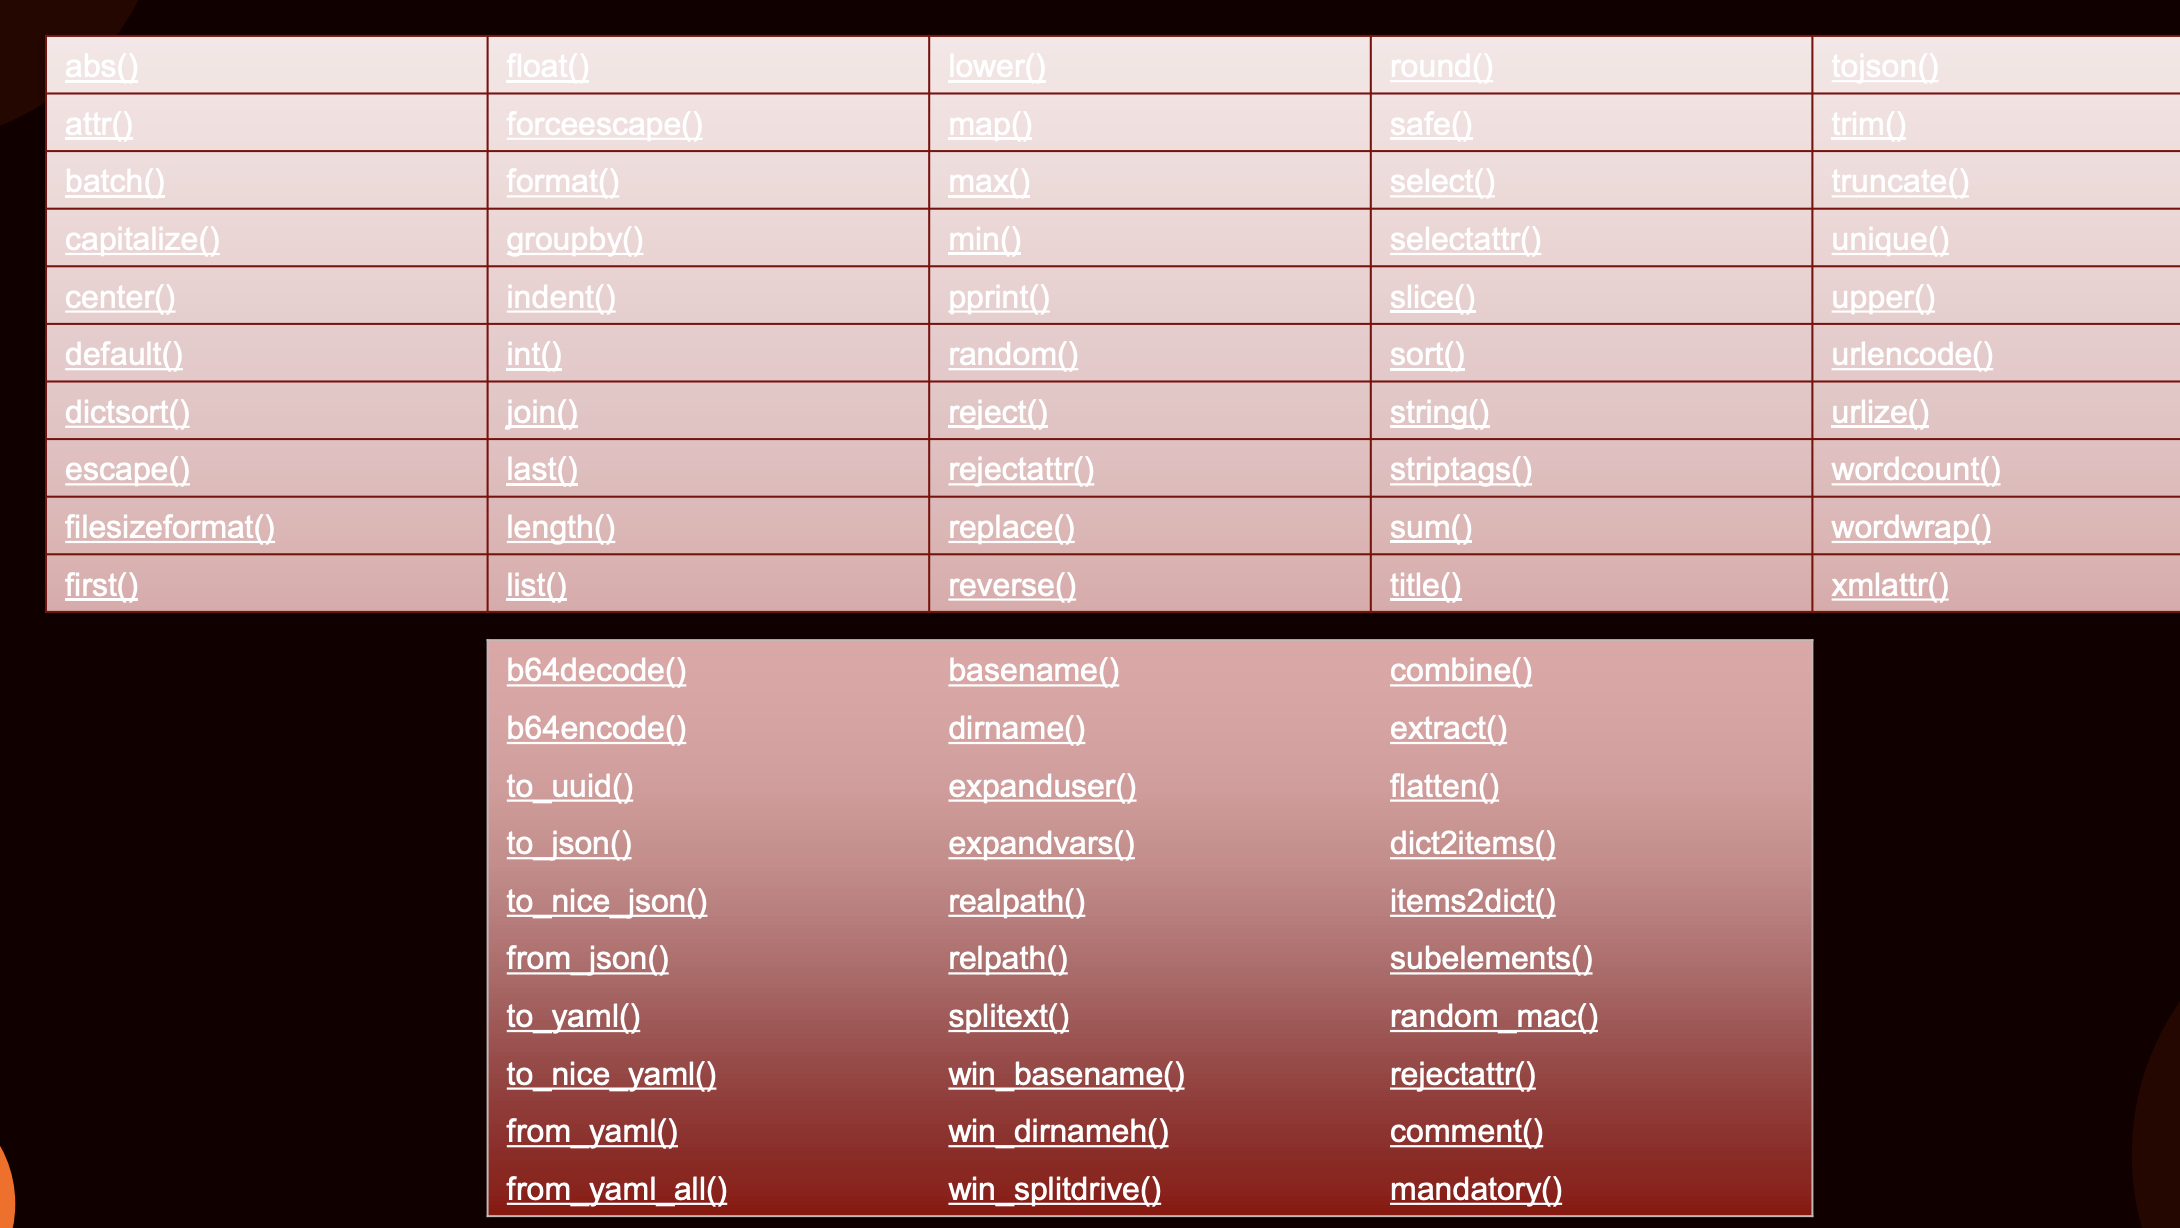 abs() float() lower() round() tojson()
attr() forceescape() map() safe() trim()
batch() format() max() select() truncate()
capitalize() groupby() min() selectattr() unique()
center() indent() pprint() slice() upper()
default() int() random() sort() urlencode()
dictsort() join() reject() string() urlize()
escape() last() rejectattr() striptags() wordcount()
filesizeformat() length() replace() sum() wordwrap()
first() list() reverse() title() xmlattr()
b64decode() basename() combine()
b64encode() dirname() extract()
to_uuid() expanduser() flatten()
to_json() expandvars() dict2items()
to_nice_json() realpath() items2dict()
from_json() relpath() subelements()
to_yaml() splitext() random_mac()
to_nice_yaml() win_basename() rejectattr()
from_yaml() win_dirnameh() comment()
from_yaml_all() win_splitdrive() mandatory()